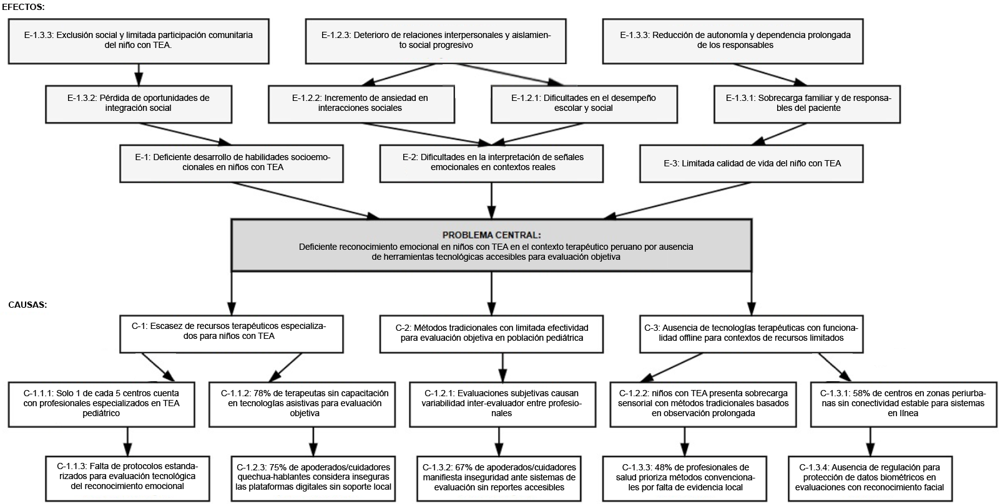 EFECTOS:
E-1.3.3: Exclusión social y limitada participación comunitaria
del niño con TEA.
E-1.2.3: Deterioro de relaciones interpersonales y aislamien-
to social progresivo
E-1.3.3: Reducción de autonomía y dependencia prolongada
de los responsables
E-1.3.2: Pérdida de oportunidades de
integración social
E-1.2.2: Incremento de ansiedad en
interacciones sociales
E-1.2.1: Dificultades en el desempeño
escolar y social
E-1.3.1: Sobrecarga familiar y de responsa-
bles del paciente
E-1: Deficiente desarrollo de habilidades socioemo-
cionales en niños con TEA
E-2: Dificultades en la interpretación de señales
emocionales en contextos reales
E-3: Limitada calidad de vida del niño con TEA
PROBLEMA CENTRAL:
Deficiente reconocimiento emocional en niños con TEA en el contexto terapéutico peruano por ausencia
de herramientas tecnológicas accesibles para evaluación objetiva
CAUSAS:
C-1: Escasez de recursos terapéuticos especializa-
dos para niños con TEA
C-2: Métodos tradicionales con limitada efectividad
para evaluación objetiva en población pediátrica
C-3: Ausencia de tecnologías terapéuticas con funciona-
lidad offline para contextos de recursos limitados
C-1.1.1: Solo 1 de cada 5 centros cuenta
con profesionales especializados en TEA
pediátrico
C-1.1.2: 78% de terapeutas sin capacitación
en tecnologías asistivas para evaluación
objetiva
C-1.2.1: Evaluaciones subjetivas causan
variabilidad inter-evaluador entre profesio-
nales
C-1.2.2: niños con TEA presenta sobrecarga
sensorial con métodos tradicionales basados
en observación prolongada
C-1.3.1: 58% de centros en zonas periurba-
nas sin conectividad estable para sistemas
en línea
C-1.1.3: Falta de protocolos estanda-
rizados para evaluación tecnológica
del reconocimiento emocional
C-1.2.3: 75% de apoderados/cuidadores
quechua-hablantes considera inseguras
las plataformas digitales sin soporte local
C-1.3.2: 67% de apoderados/cuidadores
manifiesta inseguridad ante sistemas de
evaluación sin reportes accesibles
C-1.3.3: 48% de profesionales de
salud prioriza métodos convenciona-
les por falta de evidencia local
C-1.3.4: Ausencia de regulación para
protección de datos biométricos en
evaluaciones con reconocimiento facial